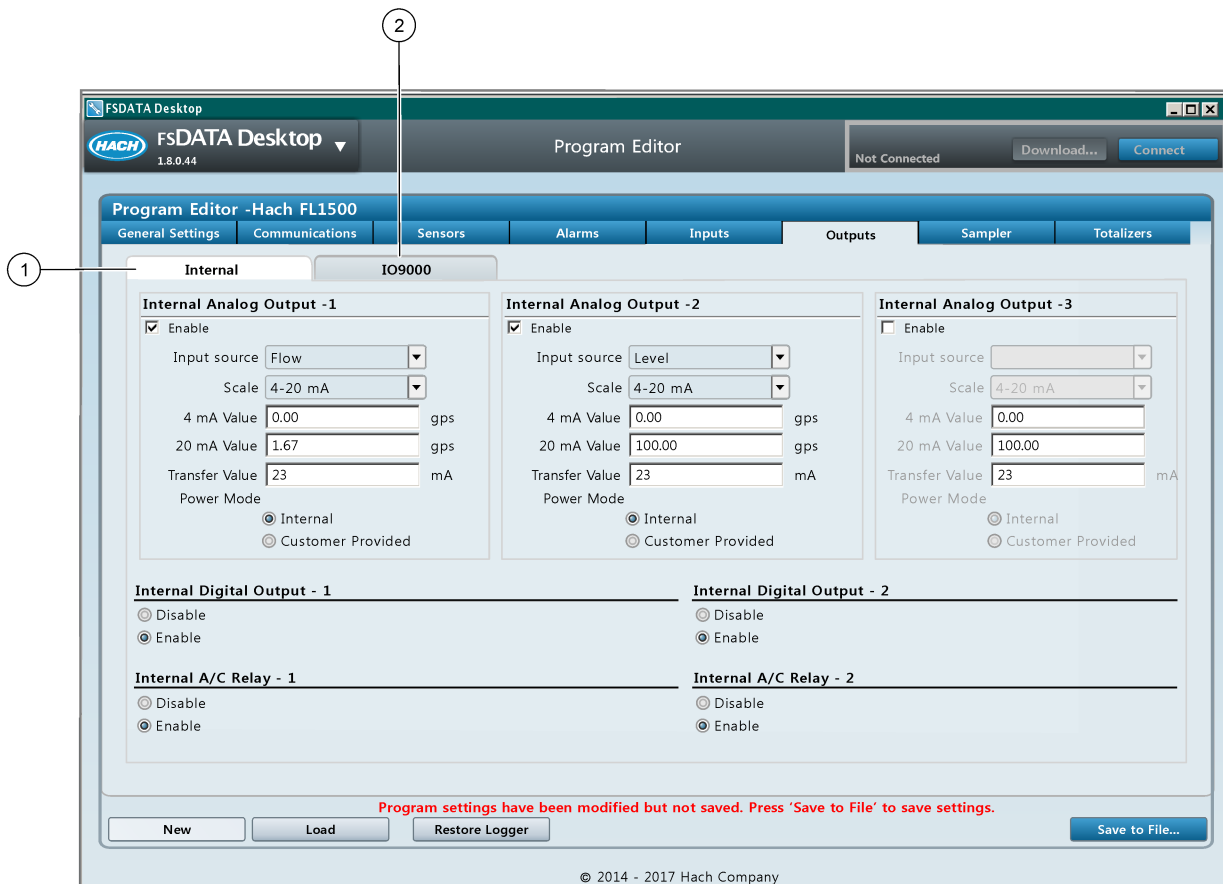 2
FSDATA Desktop
HACH FSDATA Desktop
1.8.0.44
Program Editor
Not Connected
Download...
Connect
1
Program Editor -Hach FL1500
General Settings Communications Sensors Alarms Inputs Outputs Sampler Totalizers
Internal IO9000
Internal Analog Output -1
Enable
Input source Flow
Scale 4-20 mA
4 mA Value 0.00 gps
20 mA Value 1.67 gps
Transfer Value 23 mA
Power Mode
Internal
Customer Provided
Internal Analog Output -2
Enable
Input source Level
Scale 4-20 mA
4 mA Value 0.00 gps
20 mA Value 100.00 gps
Transfer Value 23 mA
Power Mode
Internal
Customer Provided
Internal Analog Output -3
Enable
Input source
Scale 4-20 mA
4 mA Value 0.00
20 mA Value 100.00
Transfer Value 23 mA
Power Mode
Internal
Customer Provided
Internal Digital Output - 1
Disable
Enable
Internal Digital Output - 2
Disable
Enable
Internal A/C Relay - 1
Disable
Enable
Internal A/C Relay - 2
Disable
Enable
Program settings have been modified but not saved. Press ‘Save to File’ to save settings.
New Load Restore Logger Save to File...
© 2014 - 2017 Hach Company